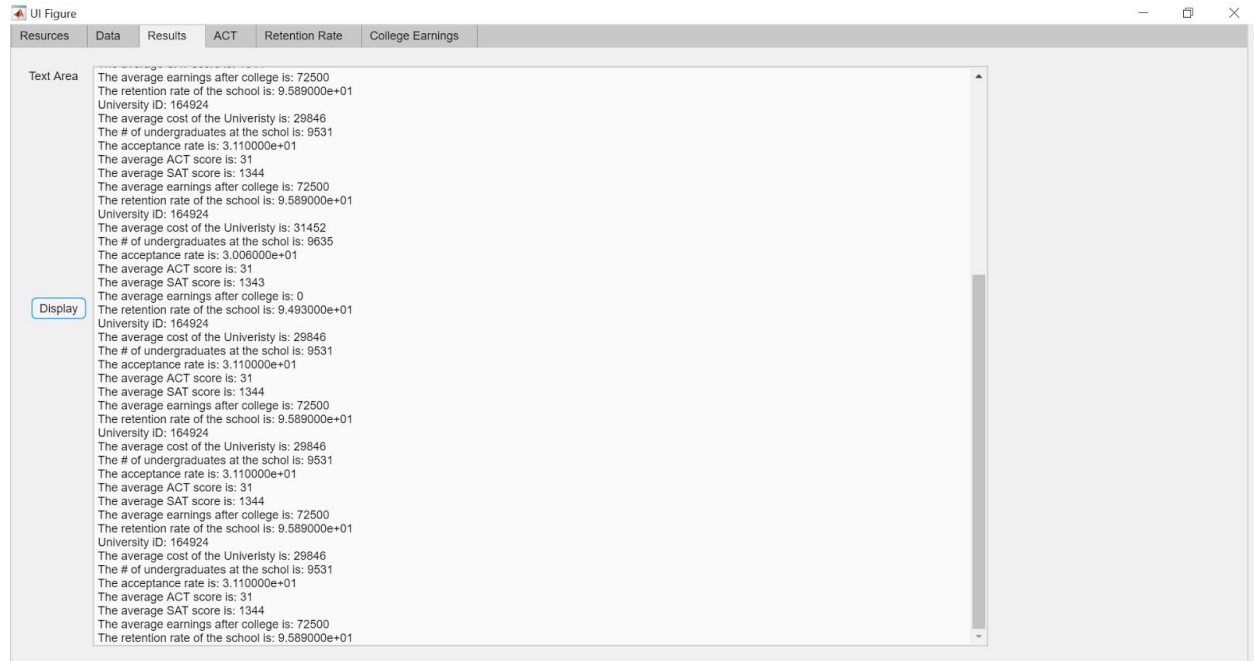 UI Figure
Resurces Data Results ACT Retention Rate College Earnings
Text Area
The average earnings after college is: 72500
The retention rate of the school is: 9.589000e+01
University iD: 164924
The average cost of the Univeristy is: 29846
The # of undergraduates at the schol is: 9531
The acceptance rate is: 3.110000e+01
The average ACT score is: 31
The average SAT score is: 1344
The average earnings after college is: 72500
The retention rate of the school is: 9.589000e+01
University iD: 164924
The average cost of the Univeristy is: 31452
The # of undergraduates at the schol is: 9635
The acceptance rate is: 3.006000e+01
The average ACT score is: 31
The average SAT score is: 1343
The average earnings after college is: 0
Display
The retention rate of the school is: 9.493000e+01
University iD: 164924
The average cost of the Univeristy is: 29846
The # of undergraduates at the schol is: 9531
The acceptance rate is: 3.110000e+01
The average ACT score is: 31
The average SAT score is: 1344
The average earnings after college is: 72500
The retention rate of the school is: 9.589000e+01
University iD: 164924
The average cost of the Univeristy is: 29846
The # of undergraduates at the schol is: 9531
The acceptance rate is: 3.110000e+01
The average ACT score is: 31
The average SAT score is: 1344
The average earnings after college is: 72500
The retention rate of the school is: 9.589000e+01
University iD: 164924
The average cost of the Univeristy is: 29846
The # of undergraduates at the schol is: 9531
The acceptance rate is: 3.110000e+01
The average ACT score is: 31
The average SAT score is: 1344
The average earnings after college is: 72500
The retention rate of the school is: 9.589000e+01